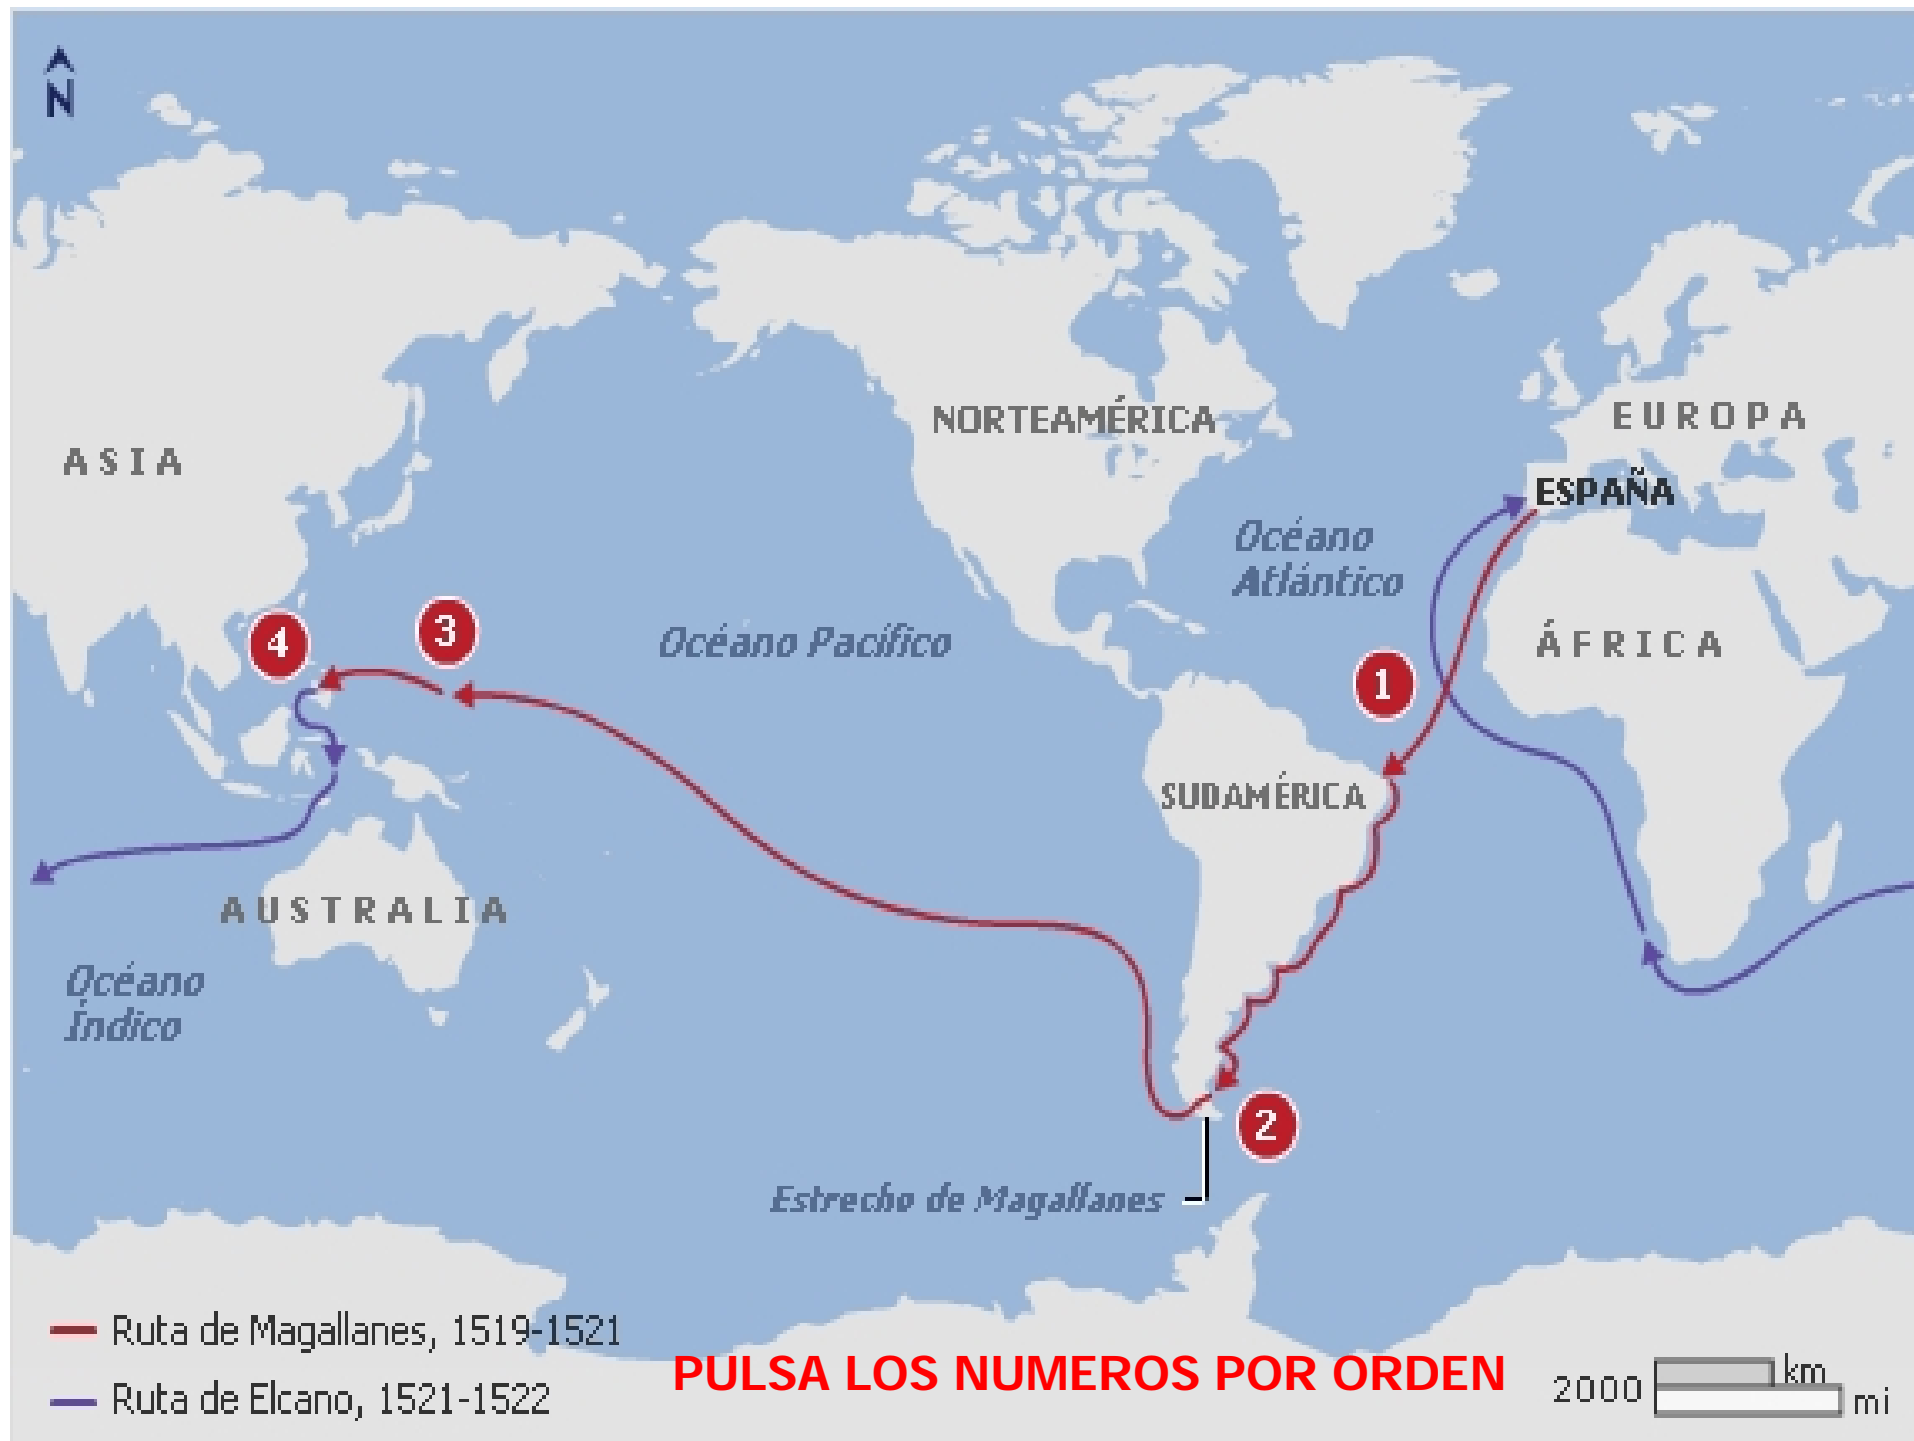 N
NORTEAMÉRICA
EUROPA
ASIA
ESPAÑA
Océano
Atlántico
4
3
Océano Pacífico
1
ÁFRICA
SUDAMÉRICA
AUSTRALIA
Océano
Índico
2
Estrecho de Magallanes
Ruta de Magallanes, 1519-1521
Ruta de Elcano, 1521-1522
PULSA LOS NUMEROS POR ORDEN
2000 km
mi